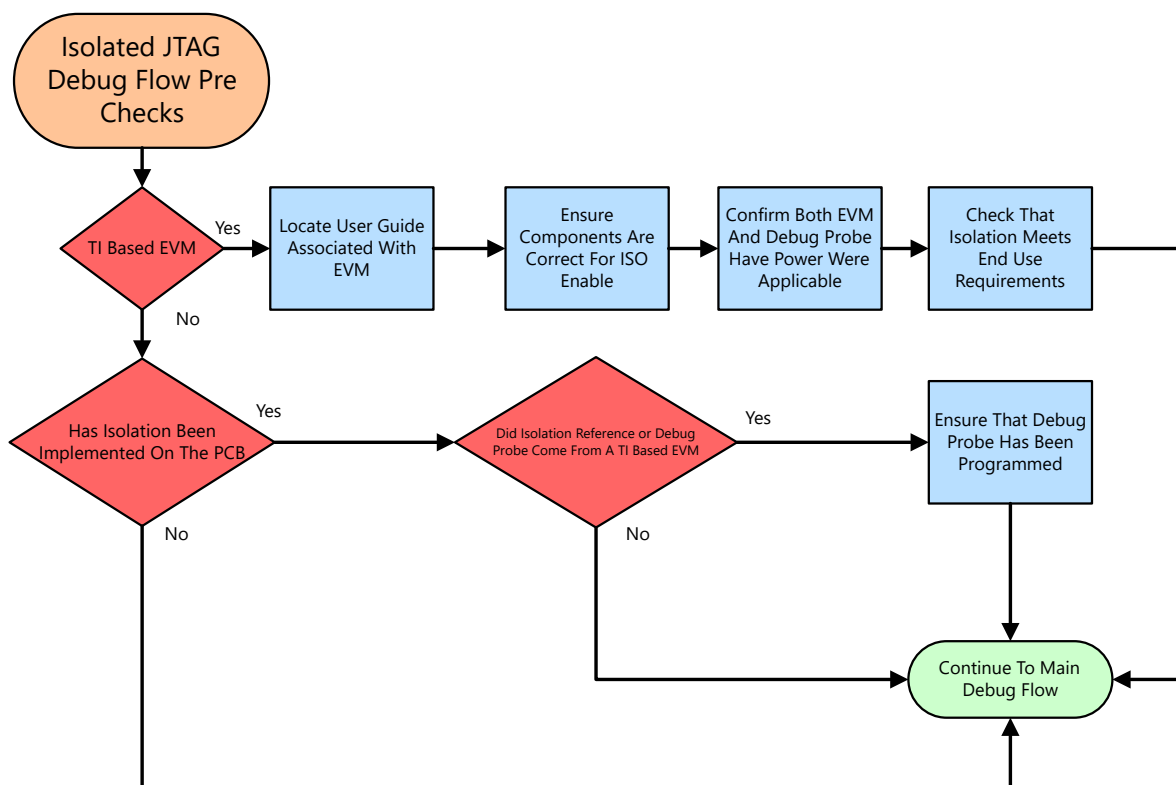 Isolated JTAG
Debug Flow Pre
Checks
TI Based EVM
Yes
Locate User Guide
Associated With
EVM
Ensure
Components Are
Correct For ISO
Enable
Confirm Both EVM
And Debug Probe
Have Power Were
Applicable
Check That
Isolation Meets
End Use
Requirements
No
Has Isolation Been
Implemented On The PCB
Yes
Did Isolation Reference or Debug
Probe Come From A TI Based EVM
Yes
Ensure That Debug
Probe Has Been
Programmed
No
No
Continue To Main
Debug Flow